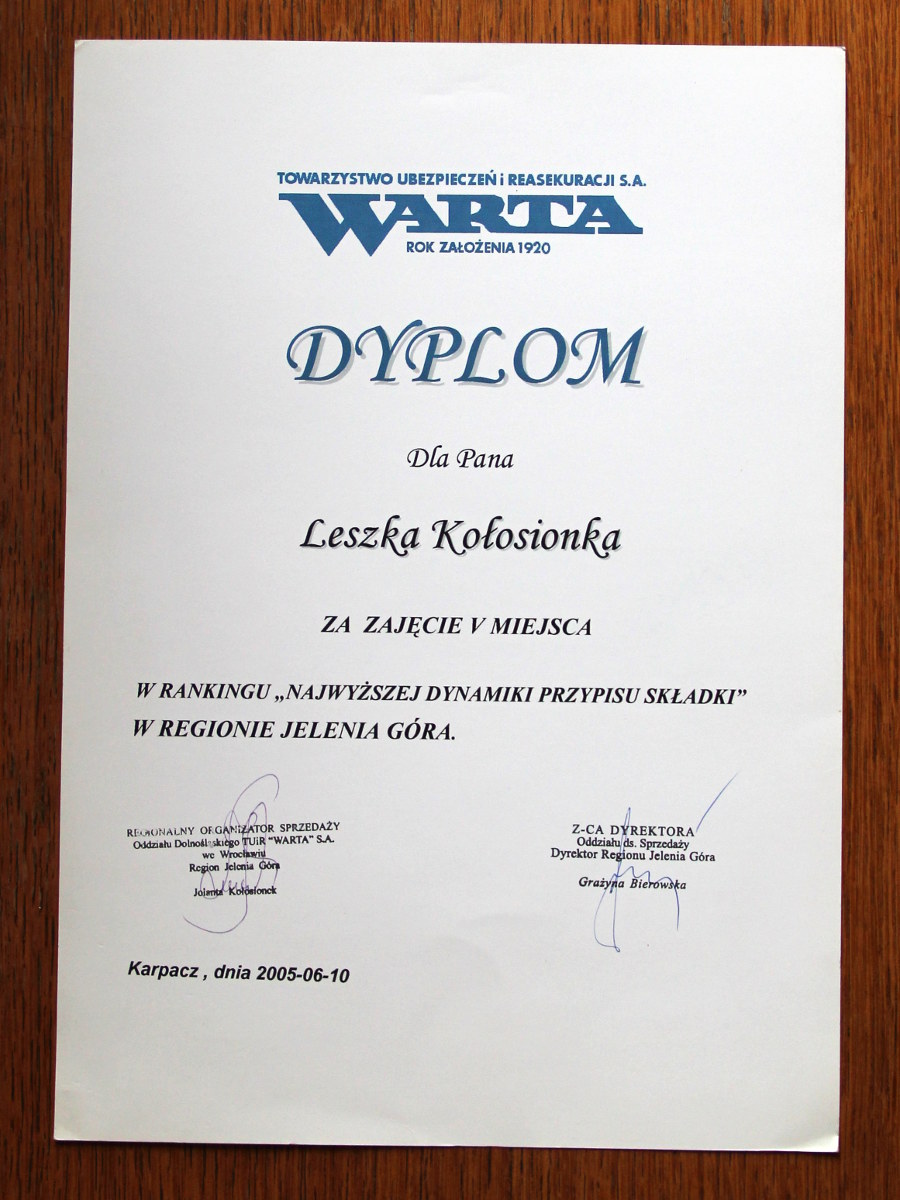 TOWARZYSTWO UBEZPIECZEŃ i REASEKURACJI S.A.
WARTA
ROK ZAŁOŻENIA 1920
DYPLOM
Dla Pana
Leszka Kołosionka
ZA ZAJĘCIE V MIEJSCA
W RANKINGU „NAJWYŻSZEJ DYNAMIKI PRZYPISU SKŁADKI”
W REGIONIE JELENIA GÓRA.
REGIONALNY ORGANIZATOR SPRZEDAŻY
Oddziału Dolnośląskiego TUiR "WARTA" S.A.
we Wrocławiu
Region Jelenia Góra
Jolanta Kołosionek
Z-CA DYREKTORA
Oddziału ds. Sprzedaży
Dyrektor Regionu Jelenia Góra
Grażyna Bierowska
Karpacz , dnia 2005-06-10